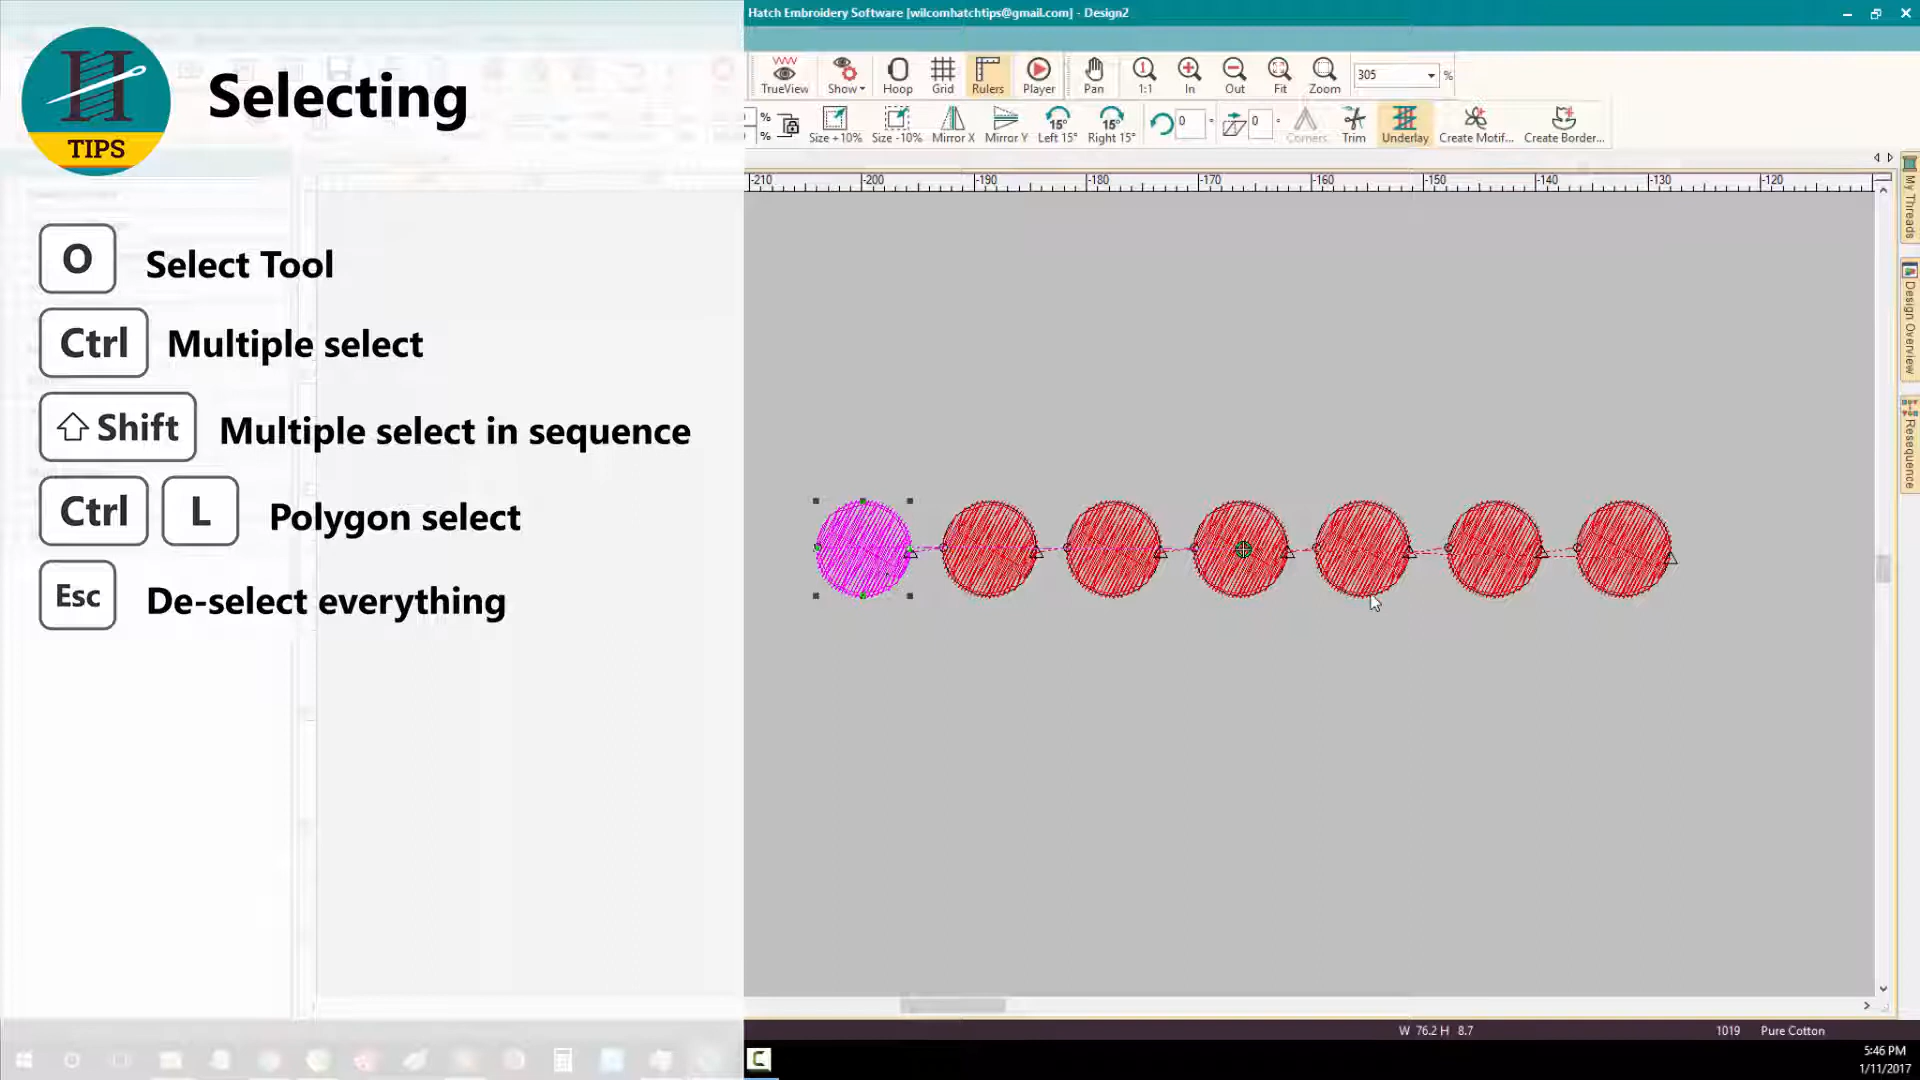 Hatch Embroidery Software [wilcomhatchtips@gmail.com] - Design2
H
TIPS
Selecting
TrueView
Show
Hoop
Grid
Rulers
Player
Pan
1:1
In
Out
Fit
Zoom
305
%
%
%
Size +10%
Size -10%
Mirror X
Mirror Y
15°
Left 15°
15°
Right 15°
0
°
0
°
Corners
Trim
Underlay
Create Motif...
Create Border...
-210
-200
-190
-180
-170
-160
-150
-140
-130
-120
My Threads
Design Overview
Resequence
O
Select Tool
Ctrl
Multiple select
Shift
Multiple select in sequence
Ctrl
L
Polygon select
Esc
De-select everything
W 76.2 H 8.7
1019
Pure Cotton
5:46 PM
1/11/2017